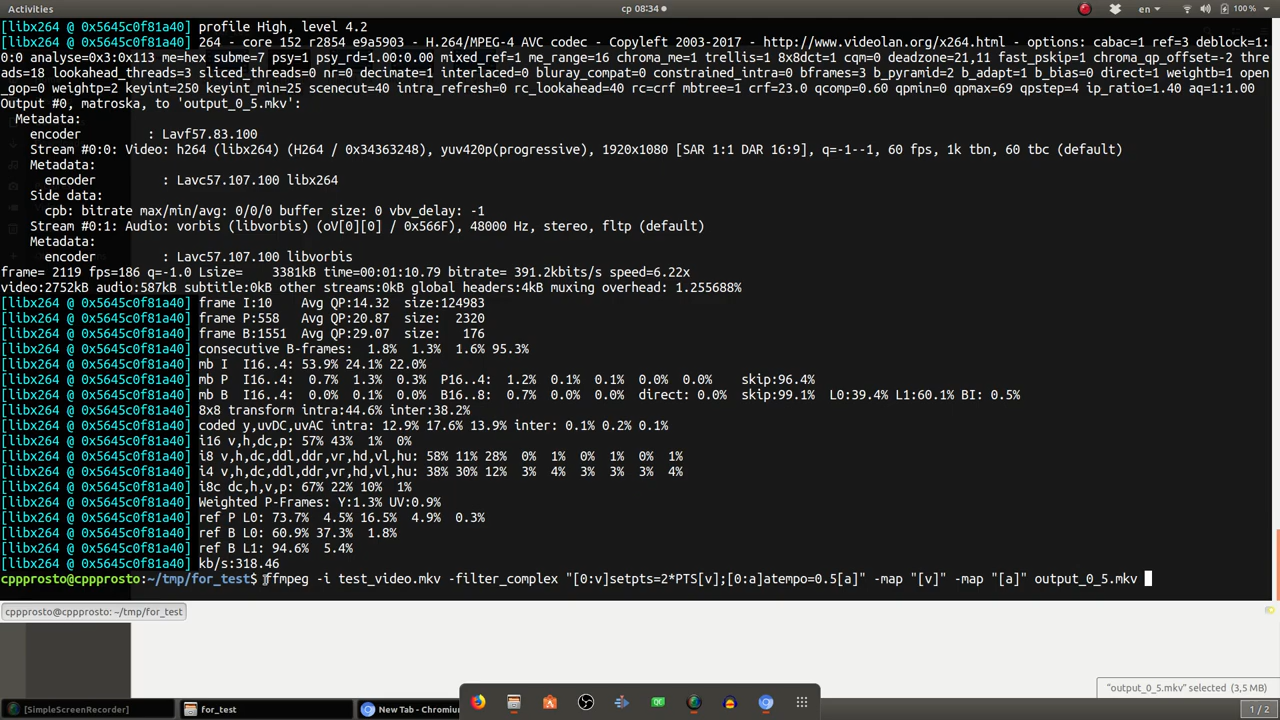 Activities
ср 08:34
en
100 %
[libx264 @ 0x5645c0f81a40] profile High, level 4.2
[libx264 @ 0x5645c0f81a40] 264 - core 152 r2854 e9a5903 - H.264/MPEG-4 AVC codec - Copyleft 2003-2017 - http://www.videolan.org/x264.html - options: cabac=1 ref=3 deblock=1:
0:0 analyse=0x3:0x113 me=hex subme=7 psy=1 psy_rd=1.00:0.00 mixed_ref=1 me_range=16 chroma_me=1 trellis=1 8x8dct=1 cqm=0 deadzone=21,11 fast_pskip=1 chroma_qp_offset=-2 thre
ads=18 lookahead_threads=3 sliced_threads=0 nr=0 decimate=1 interlaced=0 bluray_compat=0 constrained_intra=0 bframes=3 b_pyramid=2 b_adapt=1 b_bias=0 direct=1 weightb=1 open
_gop=0 weightp=2 keyint=250 keyint_min=25 scenecut=40 intra_refresh=0 rc_lookahead=40 rc=crf mbtree=1 crf=23.0 qcomp=0.60 qpmin=0 qpmax=69 qpstep=4 ip_ratio=1.40 aq=1:1.00
Output #0, matroska, to 'output_0_5.mkv':
Metadata:
encoder : Lavf57.83.100
Stream #0:0: Video: h264 (libx264) (H264 / 0x34363248), yuv420p(progressive), 1920x1080 [SAR 1:1 DAR 16:9], q=-1--1, 60 fps, 1k tbn, 60 tbc (default)
Metadata:
encoder : Lavc57.107.100 libx264
Side data:
cpb: bitrate max/min/avg: 0/0/0 buffer size: 0 vbv_delay: -1
Stream #0:1: Audio: vorbis (libvorbis) (oV[0][0] / 0x566F), 48000 Hz, stereo, fltp (default)
Metadata:
encoder : Lavc57.107.100 libvorbis
frame= 2119 fps=186 q=-1.0 Lsize= 3381kB time=00:01:10.79 bitrate= 391.2kbits/s speed=6.22x
video:2752kB audio:587kB subtitle:0kB other streams:0kB global headers:4kB muxing overhead: 1.255688%
[libx264 @ 0x5645c0f81a40] frame I:10 Avg QP:14.32 size:124983
[libx264 @ 0x5645c0f81a40] frame P:558 Avg QP:20.87 size: 2320
[libx264 @ 0x5645c0f81a40] frame B:1551 Avg QP:29.07 size: 176
[libx264 @ 0x5645c0f81a40] consecutive B-frames: 1.8% 1.3% 1.6% 95.3%
[libx264 @ 0x5645c0f81a40] mb I I16..4: 53.9% 24.1% 22.0%
[libx264 @ 0x5645c0f81a40] mb P I16..4: 0.7% 1.3% 0.3% P16..4: 1.2% 0.1% 0.1% 0.0% 0.0% skip:96.4%
[libx264 @ 0x5645c0f81a40] mb B I16..4: 0.0% 0.1% 0.0% B16..8: 0.7% 0.0% 0.0% direct: 0.0% skip:99.1% L0:39.4% L1:60.1% BI: 0.5%
[libx264 @ 0x5645c0f81a40] 8x8 transform intra:44.6% inter:38.2%
[libx264 @ 0x5645c0f81a40] coded y,uvDC,uvAC intra: 12.9% 17.6% 13.9% inter: 0.1% 0.2% 0.1%
[libx264 @ 0x5645c0f81a40] i16 v,h,dc,p: 57% 43% 1% 0%
[libx264 @ 0x5645c0f81a40] i8 v,h,dc,ddl,ddr,vr,hd,vl,hu: 58% 11% 28% 0% 1% 0% 1% 0% 1%
[libx264 @ 0x5645c0f81a40] i4 v,h,dc,ddl,ddr,vr,hd,vl,hu: 38% 30% 12% 3% 4% 3% 3% 3% 4%
[libx264 @ 0x5645c0f81a40] i8c dc,h,v,p: 67% 22% 10% 1%
[libx264 @ 0x5645c0f81a40] Weighted P-Frames: Y:1.3% UV:0.9%
[libx264 @ 0x5645c0f81a40] ref P L0: 73.7% 4.5% 16.5% 4.9% 0.3%
[libx264 @ 0x5645c0f81a40] ref B L0: 60.9% 37.3% 1.8%
[libx264 @ 0x5645c0f81a40] ref B L1: 94.6% 5.4%
[libx264 @ 0x5645c0f81a40] kb/s:318.46
cppprosto@cppprosto:~/tmp/for_test$ ffmpeg -i test_video.mkv -filter_complex "[0:v]setpts=2*PTS[v];[0:a]atempo=0.5[a]" -map "[v]" -map "[a]" output_0_5.mkv
cppprosto@cppprosto: ~/tmp/for_test
"output_0_5.mkv" selected (3,5 MB)
[SimpleScreenRecorder]
for_test
New Tab - Chromium
1 / 2